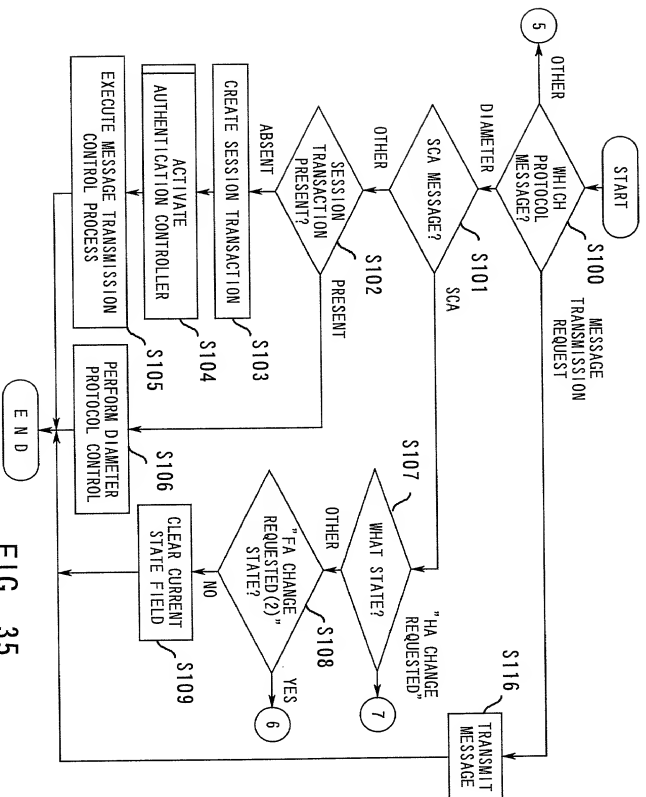 START
WHICH
PROTOCOL
MESSAGE?
S100
OTHER
5
MESSAGE
TRANSMISSION
REQUEST
DIAMETER
SCA MESSAGE?
S101
SCA
OTHER
SESSION
TRANSACTION
PRESENT?
S102
PRESENT
ABSENT
CREATE SESSION TRANSACTION
S103
ACTIVATE
AUTHENTICATION CONTROLLER
S104
EXECUTE MESSAGE TRANSMISSION
CONTROL PROCESS
S105
PERFORM DIAMETER
PROTOCOL CONTROL
S106
S107
WHAT STATE?
"HA CHANGE
REQUESTED"
7
OTHER
"FA CHANGE
REQUESTED(2)"
STATE?
S108
YES
6
NO
CLEAR CURRENT
STATE FIELD
S109
S116
TRANSMIT
MESSAGE
END
FIG. 35